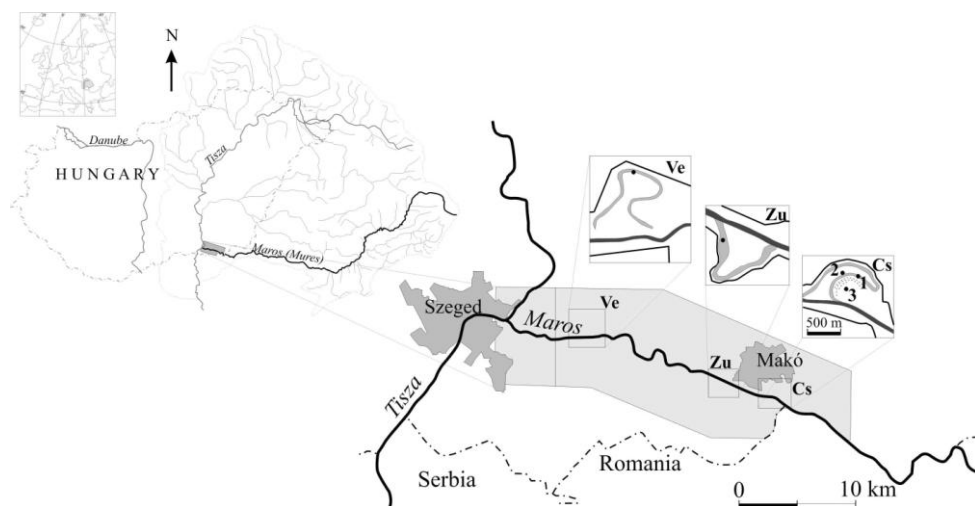 N
Danube
HUNGARY
Tisza
Maros (Mures)
Ve
Zu
Cs
2
1
3
500 m
Szeged
Maros
Ve
Zu
Makó
Cs
Tisza
Serbia
Romania
0
10 km